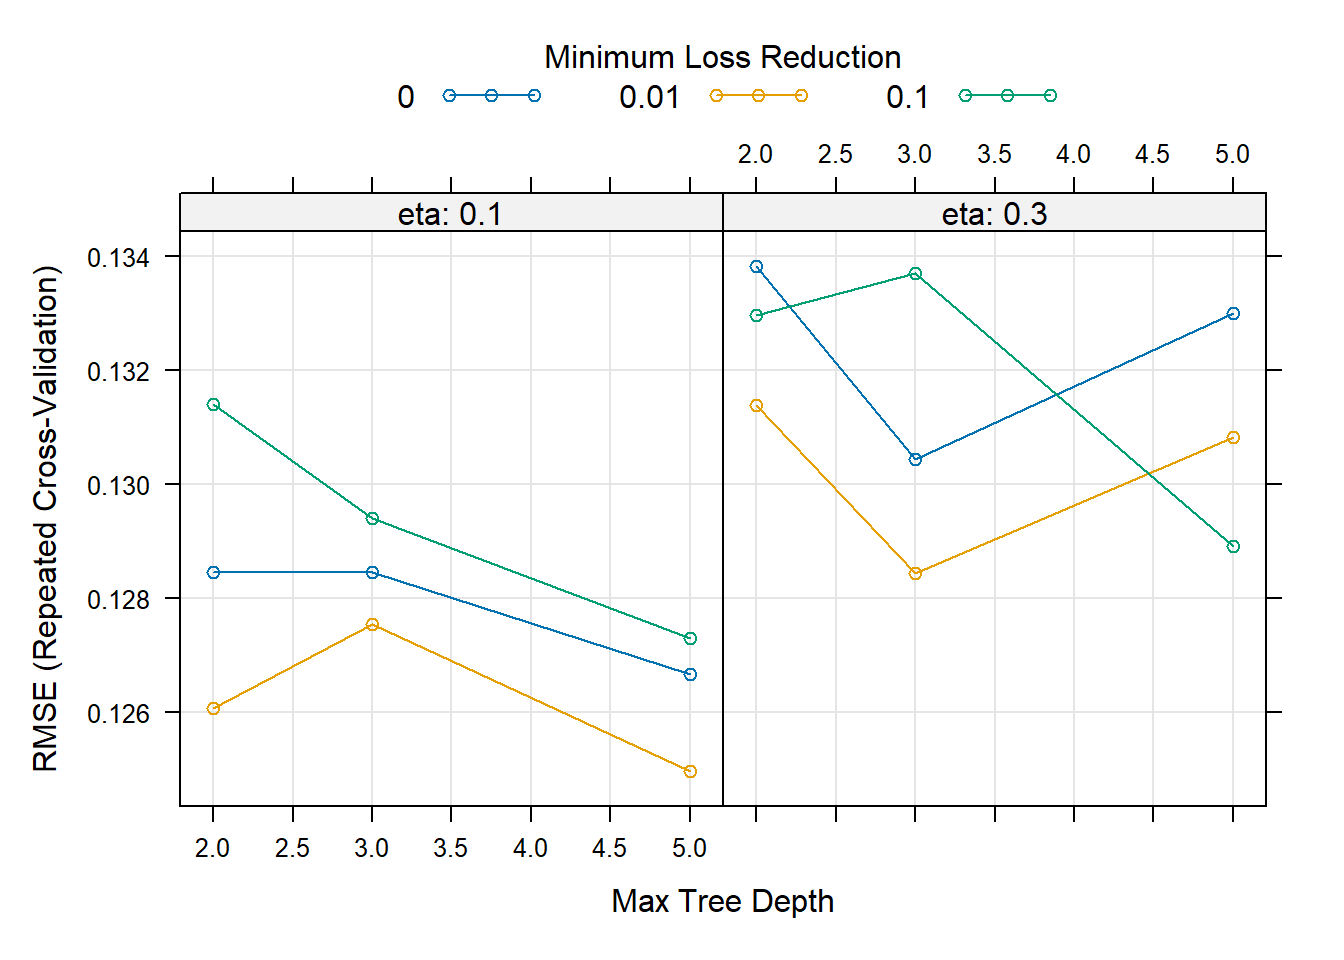 Minimum Loss Reduction
0 0.01 0.1
2.0 2.5 3.0 3.5 4.0 4.5 5.0
eta: 0.1 eta: 0.3
0.134
0.132
0.130
0.128
0.126
RMSE (Repeated Cross-Validation)
2.0 2.5 3.0 3.5 4.0 4.5 5.0
Max Tree Depth